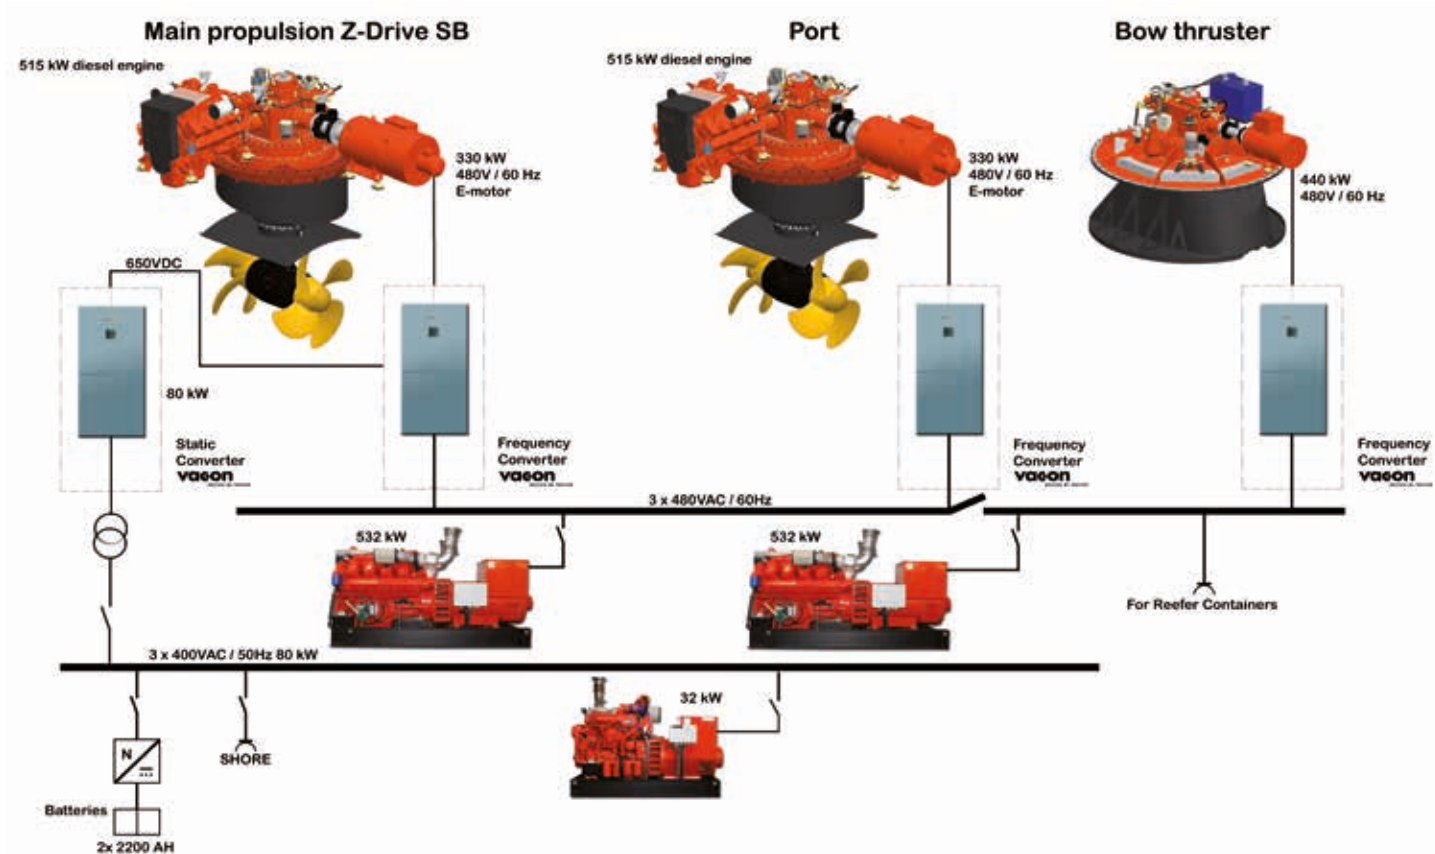 Main propulsion Z-Drive SB
Port
Bow thruster
515 kW diesel engine
515 kW diesel engine
330 kW
480V / 60 Hz
E-motor
330 kW
480V / 60 Hz
E-motor
440 kW
480V / 60 Hz
650VDC
80 kW
Static
Converter
vacon
Frequency
Converter
vacon
Frequency
Converter
vacon
Frequency
Converter
vacon
3 x 480VAC / 60Hz
532 kW
532 kW
For Reefer Containers
3 x 400VAC / 50Hz 80 kW
32 kW
N
SHORE
Batteries
2x 2200 AH